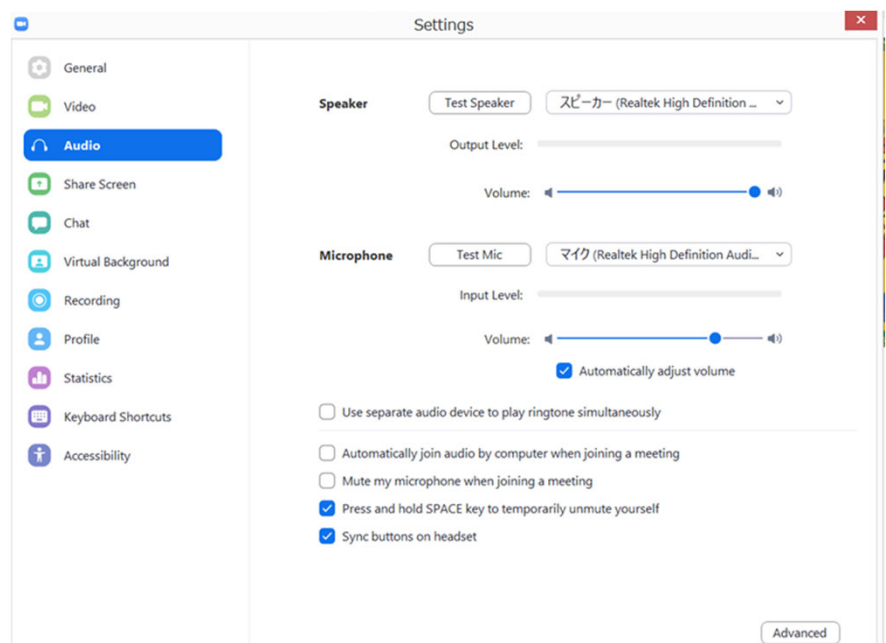 Settings
General
Video
Audio
Share Screen
Chat
Virtual Background
Recording
Profile
Statistics
Keyboard Shortcuts
Accessibility
Speaker
Test Speaker
スピーカー (Realtek High Definition ...
Output Level:
Volume:
Microphone
Test Mic
マイク (Realtek High Definition Audi...
Input Level:
Volume:
Automatically adjust volume
Use separate audio device to play ringtone simultaneously
Automatically join audio by computer when joining a meeting
Mute my microphone when joining a meeting
Press and hold SPACE key to temporarily unmute yourself
Sync buttons on headset
Advanced